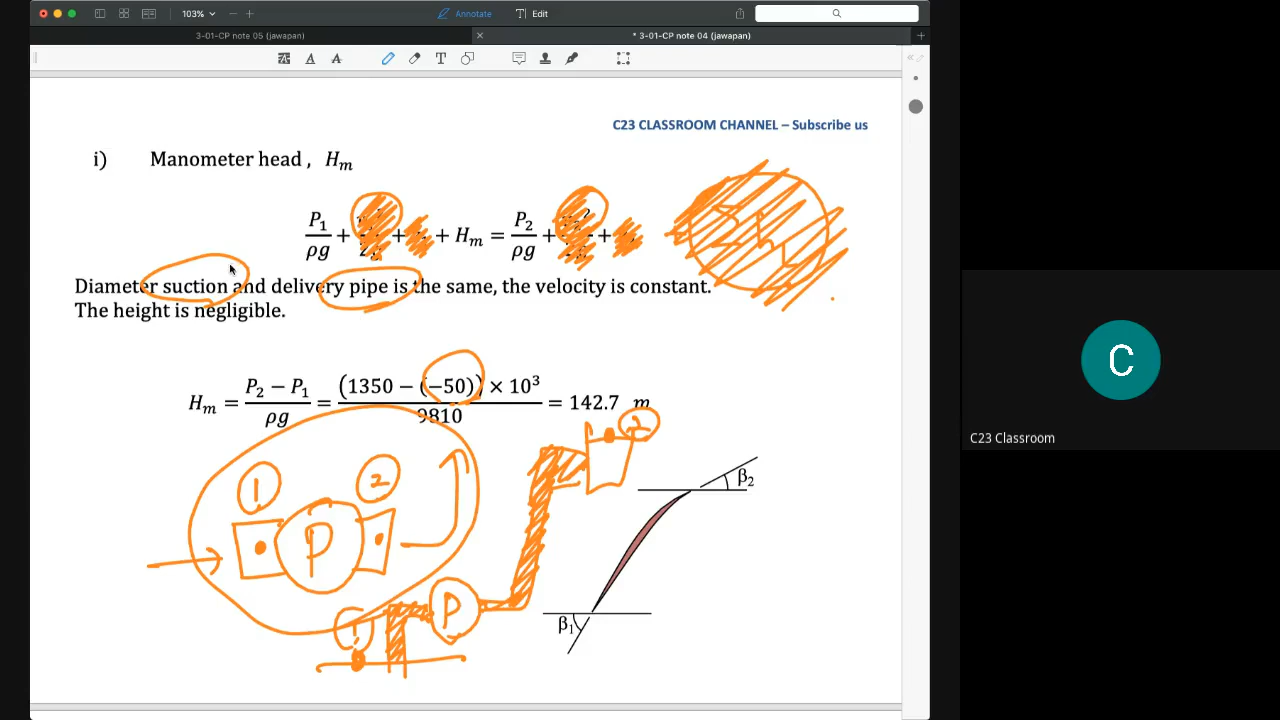 103%
Annotate
Edit
3-01-CP note 05 (jawapan)
* 3-01-CP note 04 (jawapan)
C23 CLASSROOM CHANNEL – Subscribe us
i) Manometer head , Hₘ
P₁/ρg + + + Hₘ = P₂/ρg + +
Diameter suction and delivery pipe is the same, the velocity is constant.
The height is negligible.
Hₘ = (P₂ − P₁)/ρg = (1350 − (−50)) × 10³/9810 = 142.7 m
2
1
2
β₂
P
P
1
β₁
C
C23 Classroom